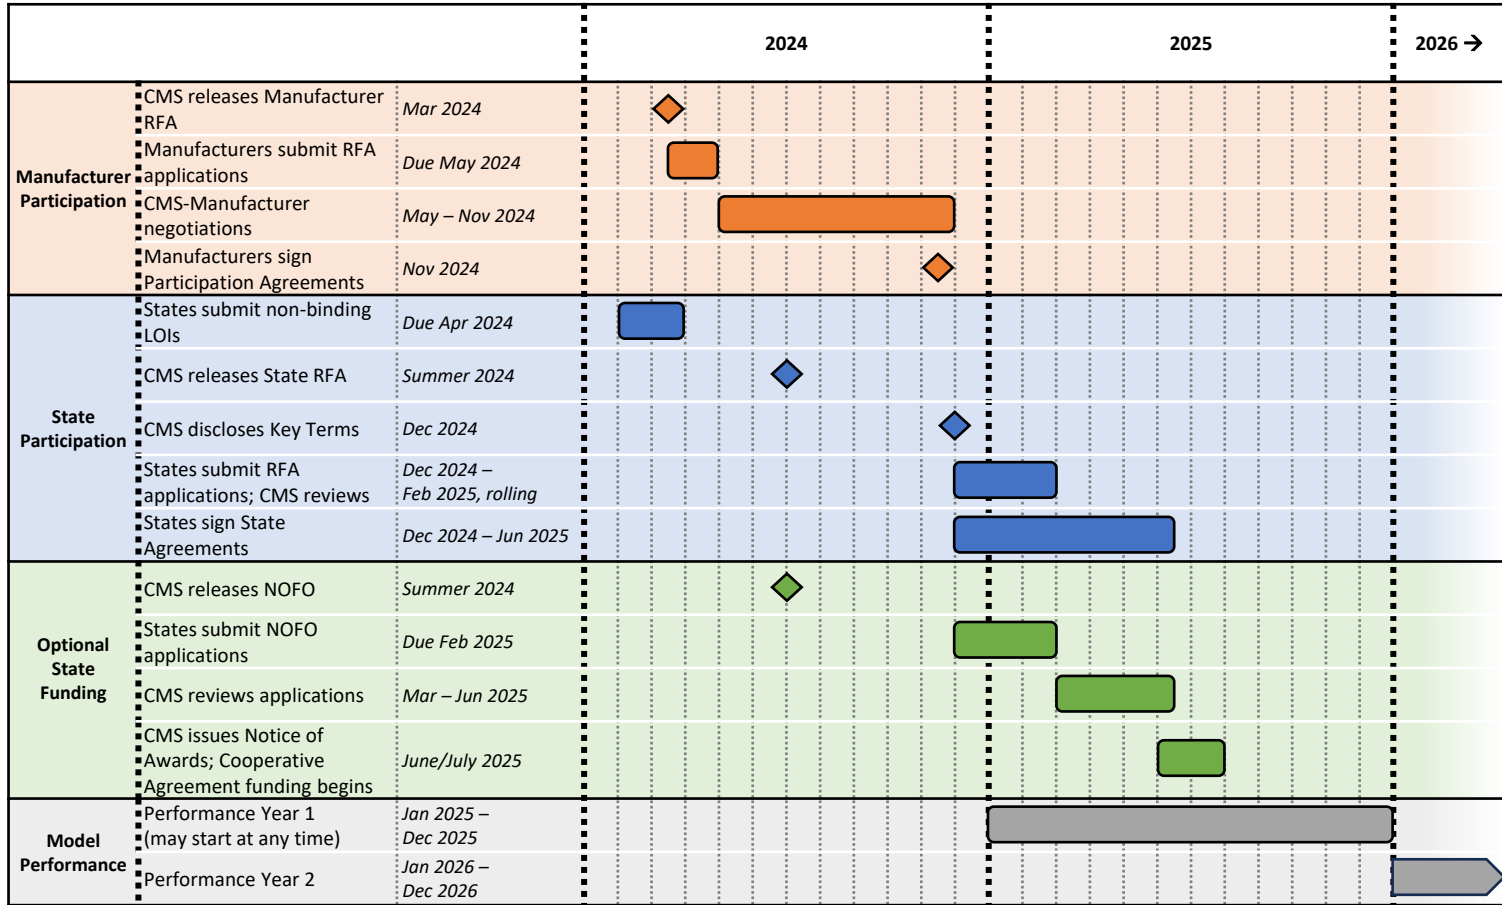 2024
2025
2026 →
Manufacturer
Participation
CMS releases Manufacturer
RFA
Mar 2024
Manufacturers submit RFA
applications
Due May 2024
CMS-Manufacturer
negotiations
May – Nov 2024
Manufacturers sign
Participation Agreements
Nov 2024
State
Participation
States submit non-binding
LOIs
Due Apr 2024
CMS releases State RFA
Summer 2024
CMS discloses Key Terms
Dec 2024
States submit RFA
applications; CMS reviews
Dec 2024 –
Feb 2025, rolling
States sign State
Agreements
Dec 2024 – Jun 2025
Optional
State
Funding
CMS releases NOFO
Summer 2024
States submit NOFO
applications
Due Feb 2025
CMS reviews applications
Mar – Jun 2025
CMS issues Notice of
Awards; Cooperative
Agreement funding begins
June/July 2025
Model
Performance
Performance Year 1
(may start at any time)
Jan 2025 –
Dec 2025
Performance Year 2
Jan 2026 –
Dec 2026